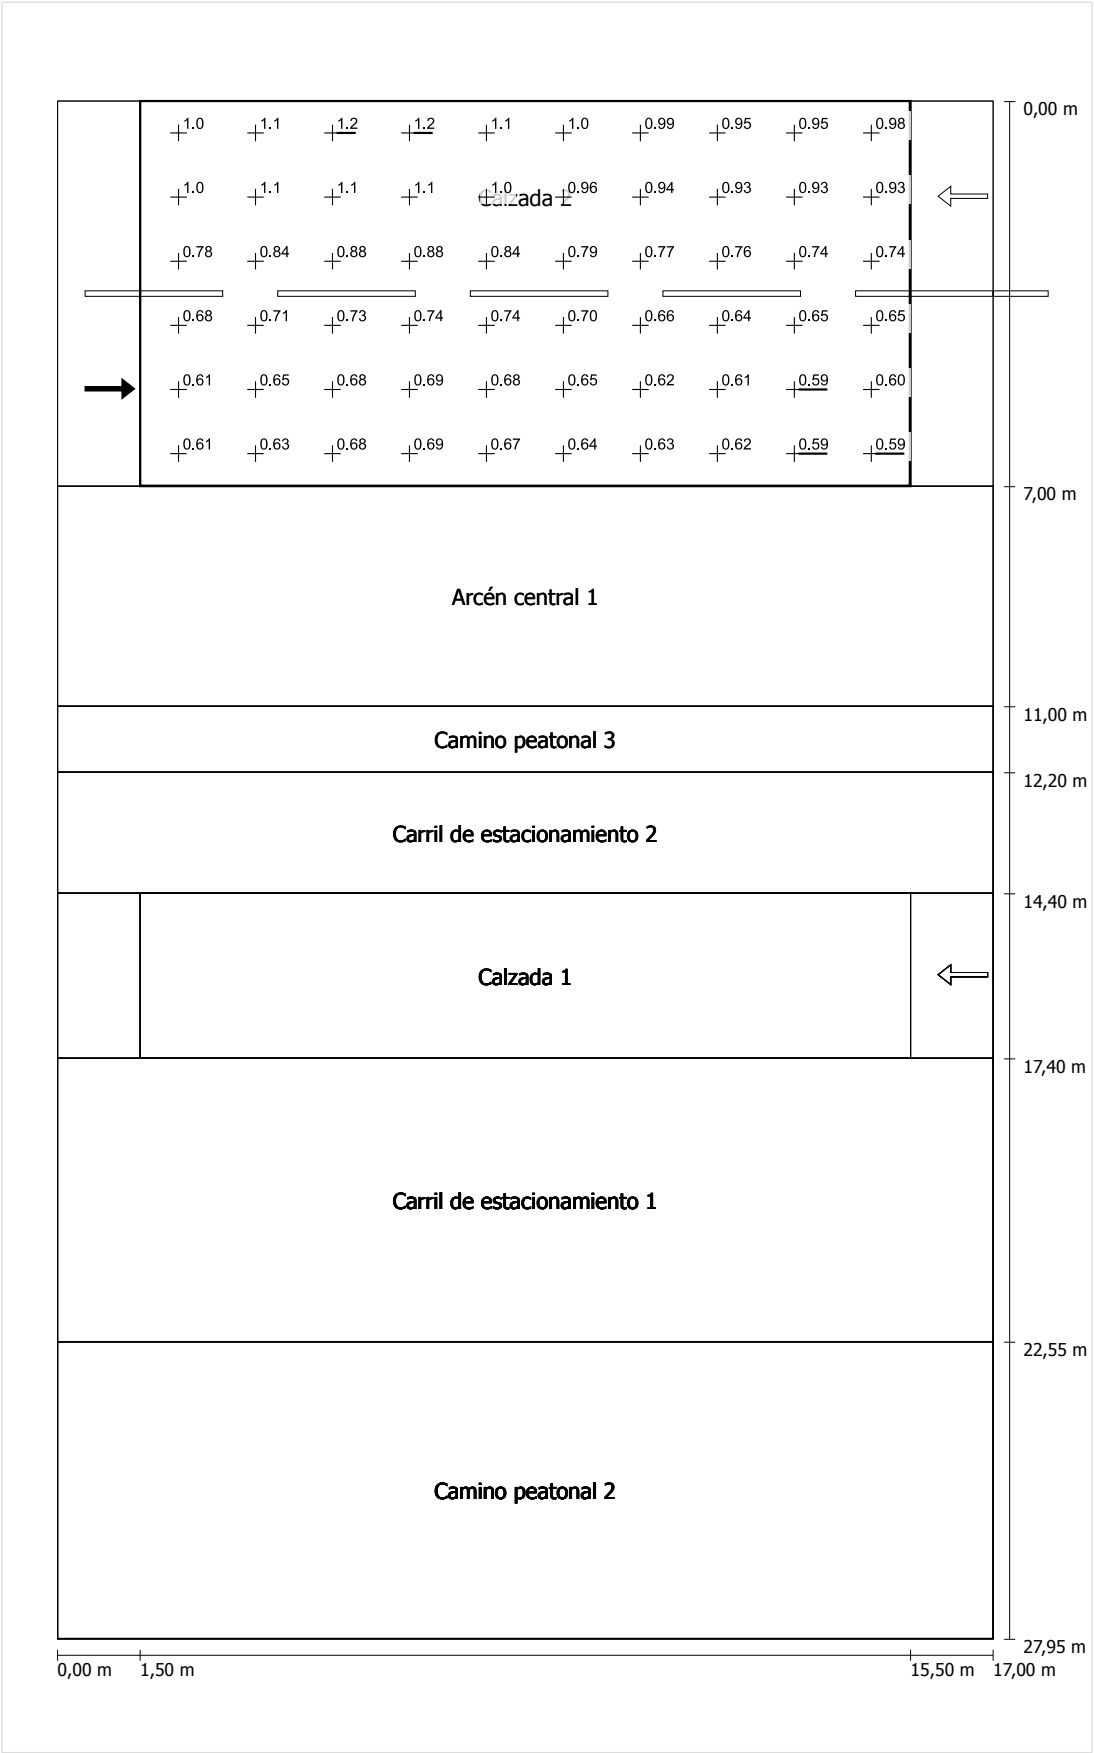 0,00 m
1.0 1.1 1.2 1.2 1.1 1.0 0.99 0.95 0.95 0.98
1.0 1.1 1.1 1.1 1.0 0.96 0.94 0.93 0.93 0.93
Calzada 2
0.78 0.84 0.88 0.88 0.84 0.79 0.77 0.76 0.74 0.74
0.68 0.71 0.73 0.74 0.74 0.70 0.66 0.64 0.65 0.65
0.61 0.65 0.68 0.69 0.68 0.65 0.62 0.61 0.59 0.60
0.61 0.63 0.68 0.69 0.67 0.64 0.63 0.62 0.59 0.59
7,00 m
Arcén central 1
11,00 m
Camino peatonal 3
12,20 m
Carril de estacionamiento 2
14,40 m
Calzada 1
17,40 m
Carril de estacionamiento 1
22,55 m
Camino peatonal 2
27,95 m
0,00 m 1,50 m 15,50 m 17,00 m